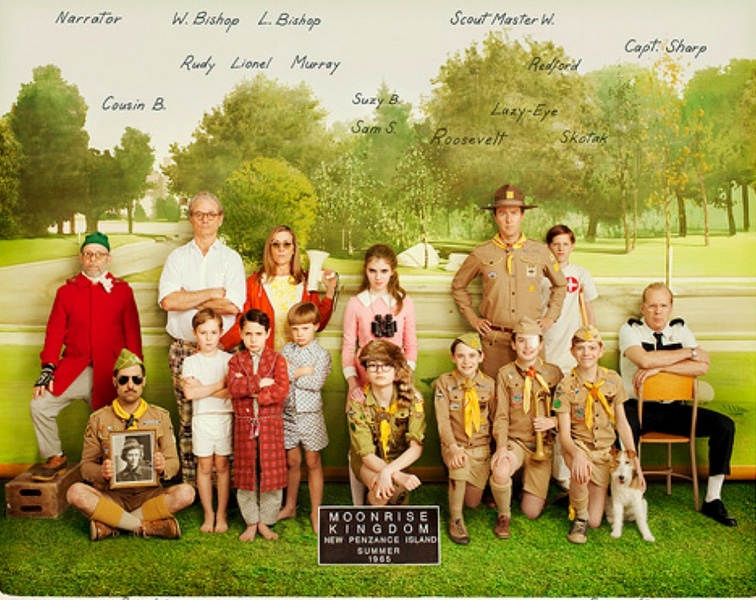 Narrator W. Bishop L. Bishop Scout Master W.
Capt. Sharp
Rudy Lionel Murray Redford
Cousin B. Suzy B. Lazy-Eye
Sam S. Roosevelt Skotak
MOONRISE
KINGDOM
NEW PENZANCE ISLAND
SUMMER
1965